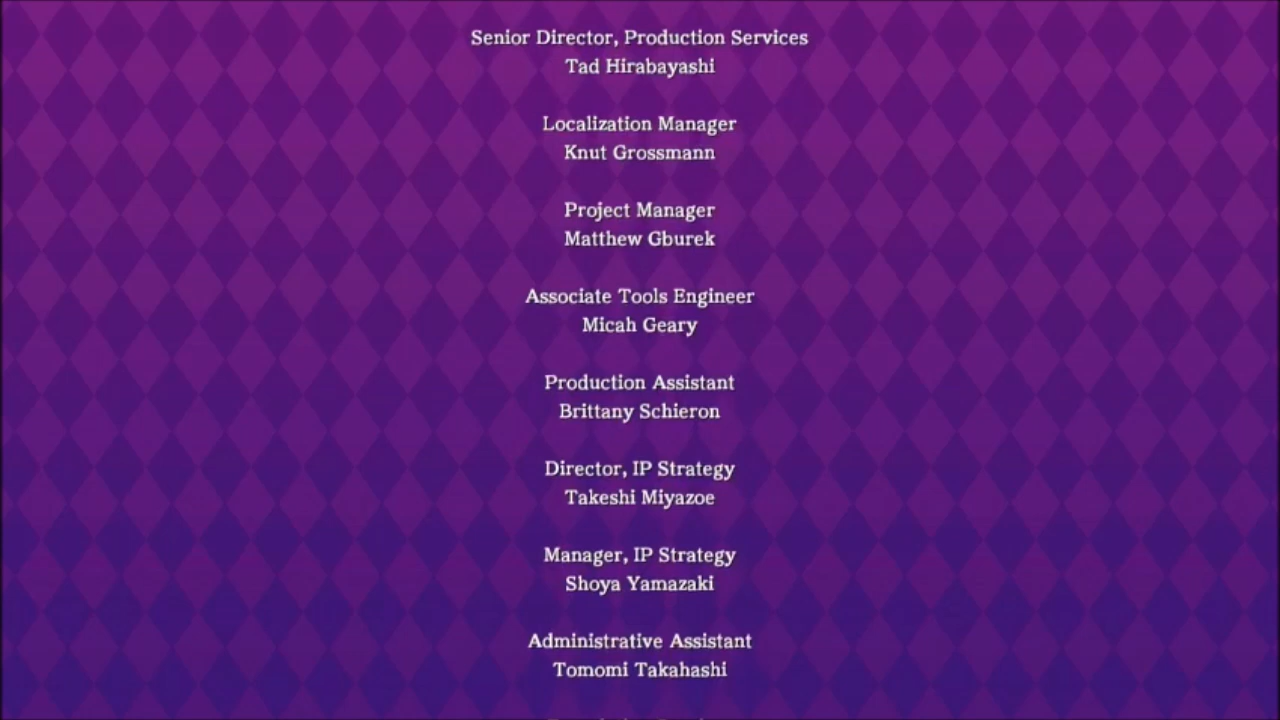 Senior Director, Production Services
Tad Hirabayashi
Localization Manager
Knut Grossmann
Project Manager
Matthew Gburek
Associate Tools Engineer
Micah Geary
Production Assistant
Brittany Schieron
Director, IP Strategy
Takeshi Miyazoe
Manager, IP Strategy
Shoya Yamazaki
Administrative Assistant
Tomomi Takahashi